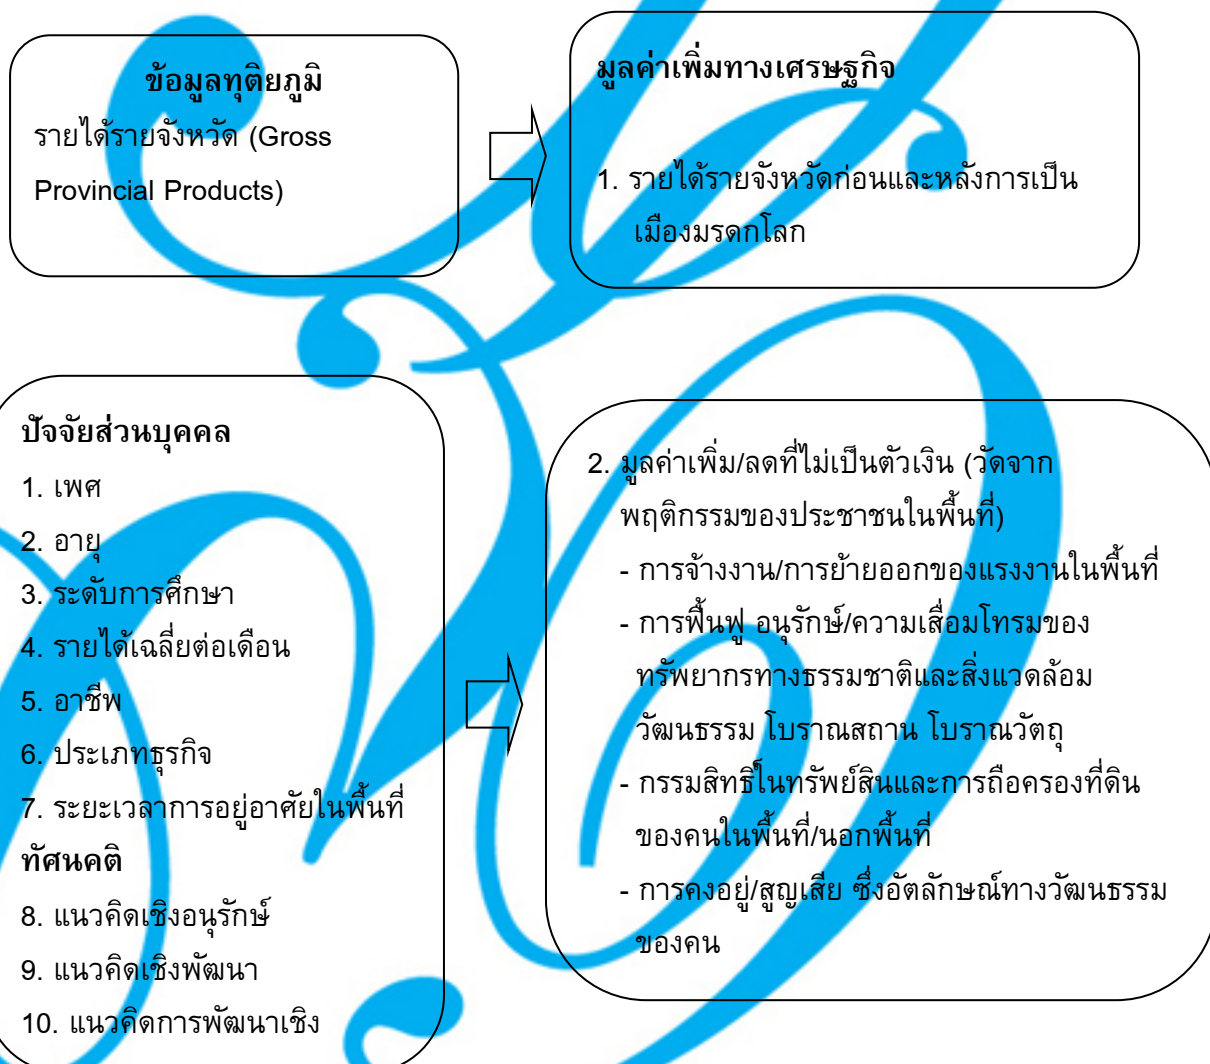 ข้อมูลทุติยภูมิ
รายได้รายจังหวัด (Gross
Provincial Products)
มูลค่าเพิ่มทางเศรษฐกิจ
1. รายได้รายจังหวัดก่อนและหลังการเป็น
เมืองมรดกโลก
ปัจจัยส่วนบุคคล
1. เพศ
2. อายุ
3. ระดับการศึกษา
4. รายได้เฉลี่ยต่อเดือน
5. อาชีพ
6. ประเภทธุรกิจ
7. ระยะเวลาการอยู่อาศัยในพื้นที่
ทัศนคติ
8. แนวคิดเชิงอนุรักษ์
9. แนวคิดเชิงพัฒนา
10. แนวคิดการพัฒนาเชิง
2. มูลค่าเพิ่ม/ลดที่ไม่เป็นตัวเงิน (วัดจาก
พฤติกรรมของประชาชนในพื้นที่)
- การจ้างงาน/การย้ายออกของแรงงานในพื้นที่
- การฟื้นฟู อนุรักษ์/ความเสื่อมโทรมของ
ทรัพยากรทางธรรมชาติและสิ่งแวดล้อม
วัฒนธรรม โบราณสถาน โบราณวัตถุ
- กรรมสิทธิ์ในทรัพย์สินและการถือครองที่ดิน
ของคนในพื้นที่/นอกพื้นที่
- การคงอยู่/สูญเสีย ซึ่งอัตลักษณ์ทางวัฒนธรรม
ของคน